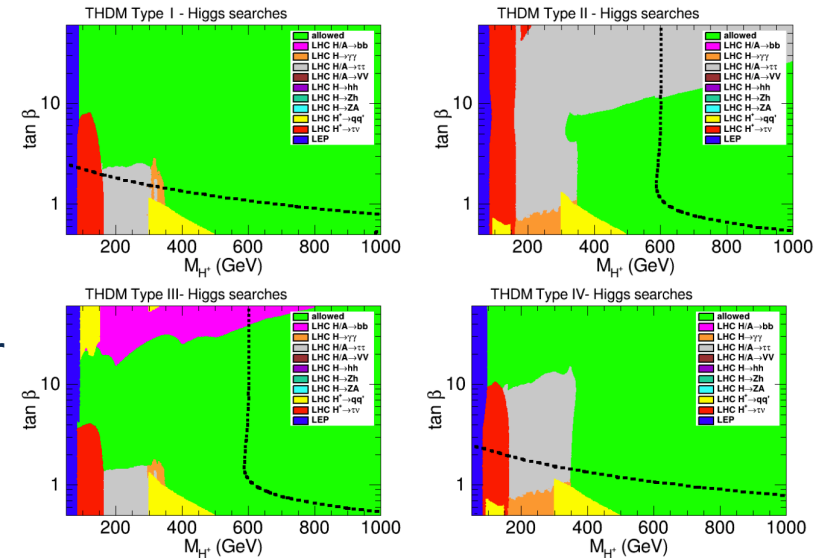 THDM Type I - Higgs searches
allowed
LHC H/A→bb
LHC H→γγ
LHC H/A→ττ
LHC H/A→VV
LHC H→hh
LHC H→Zh
LHC H→ZA
LHC H⁺→qq'
LHC H⁺→τν
LEP
tan β
10
1
200 400 600 800 1000
M_H⁺ (GeV)
THDM Type II - Higgs searches
allowed
LHC H/A→bb
LHC H→γγ
LHC H/A→ττ
LHC H/A→VV
LHC H→hh
LHC H→Zh
LHC H→ZA
LHC H⁺→qq'
LHC H⁺→τν
LEP
tan β
10
1
200 400 600 800 1000
M_H⁺ (GeV)
THDM Type III- Higgs searches
allowed
LHC H/A→bb
LHC H→γγ
LHC H/A→ττ
LHC H/A→VV
LHC H→hh
LHC H→Zh
LHC H→ZA
LHC H⁺→qq'
LHC H⁺→τν
LEP
tan β
10
1
200 400 600 800 1000
M_H⁺ (GeV)
THDM Type IV- Higgs searches
allowed
LHC H/A→bb
LHC H→γγ
LHC H/A→ττ
LHC H/A→VV
LHC H→hh
LHC H→Zh
LHC H→ZA
LHC H⁺→qq'
LHC H⁺→τν
LEP
tan β
10
1
200 400 600 800 1000
M_H⁺ (GeV)